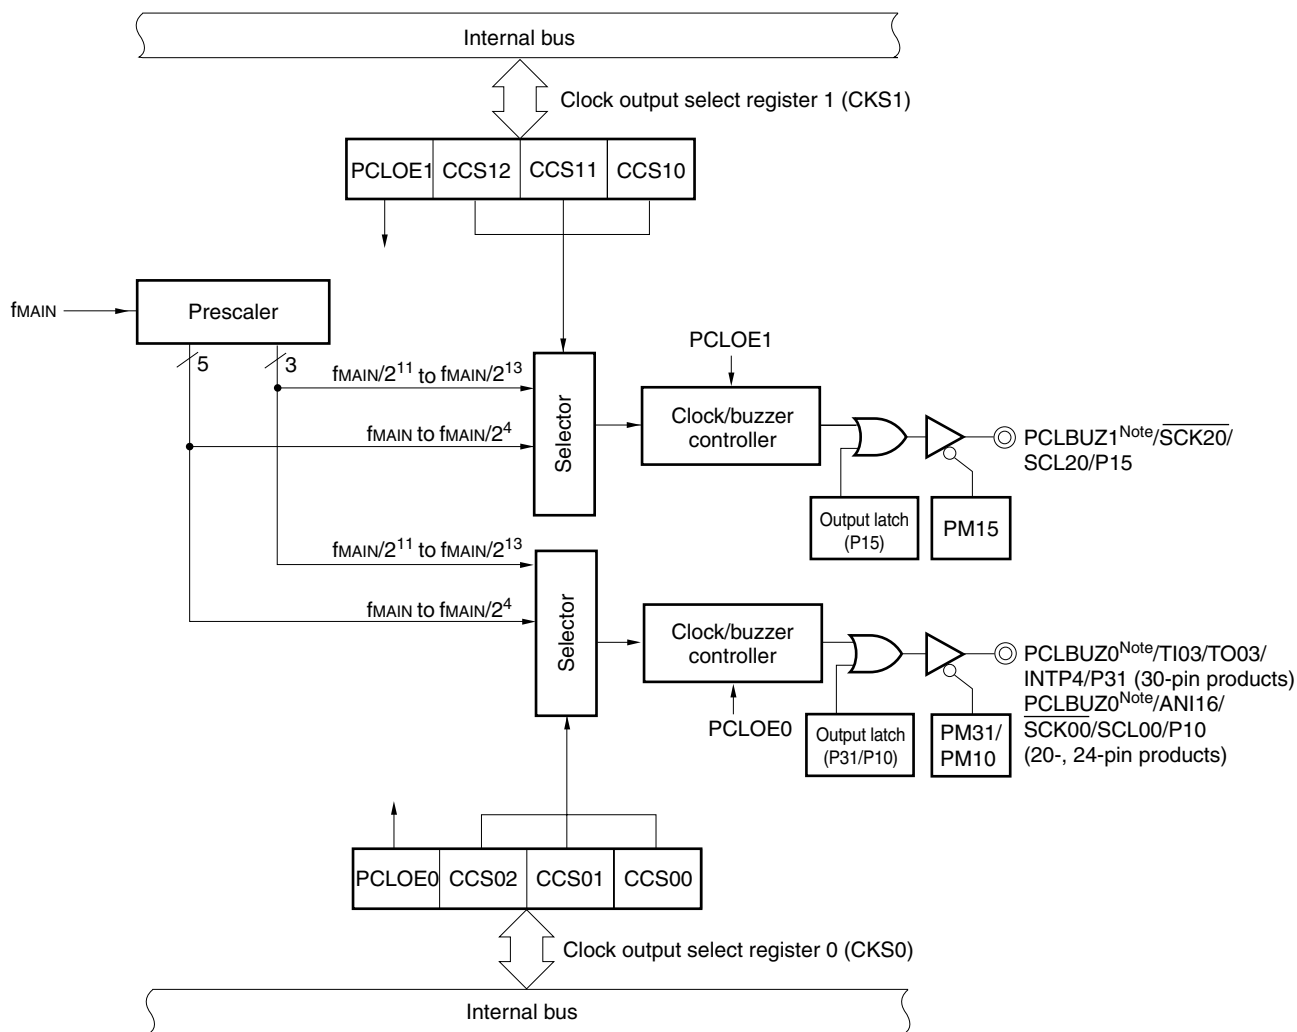 Internal bus
Clock output select register 1 (CKS1)
PCLOE1 CCS12 CCS11 CCS10
fMAIN
Prescaler
5 3
PCLOE1
fMAIN/2^11 to fMAIN/2^13
fMAIN to fMAIN/2^4
Selector
Clock/buzzer
controller
PCLBUZ1^Note/SCK20/
SCL20/P15
Output latch
(P15)
PM15
fMAIN/2^11 to fMAIN/2^13
fMAIN to fMAIN/2^4
Selector
Clock/buzzer
controller
PCLOE0
Output latch
(P31/P10)
PM31/
PM10
PCLBUZ0^Note/TI03/TO03/
INTP4/P31 (30-pin products)
PCLBUZ0^Note/ANI16/
SCK00/SCL00/P10
(20-, 24-pin products)
PCLOE0 CCS02 CCS01 CCS00
Clock output select register 0 (CKS0)
Internal bus